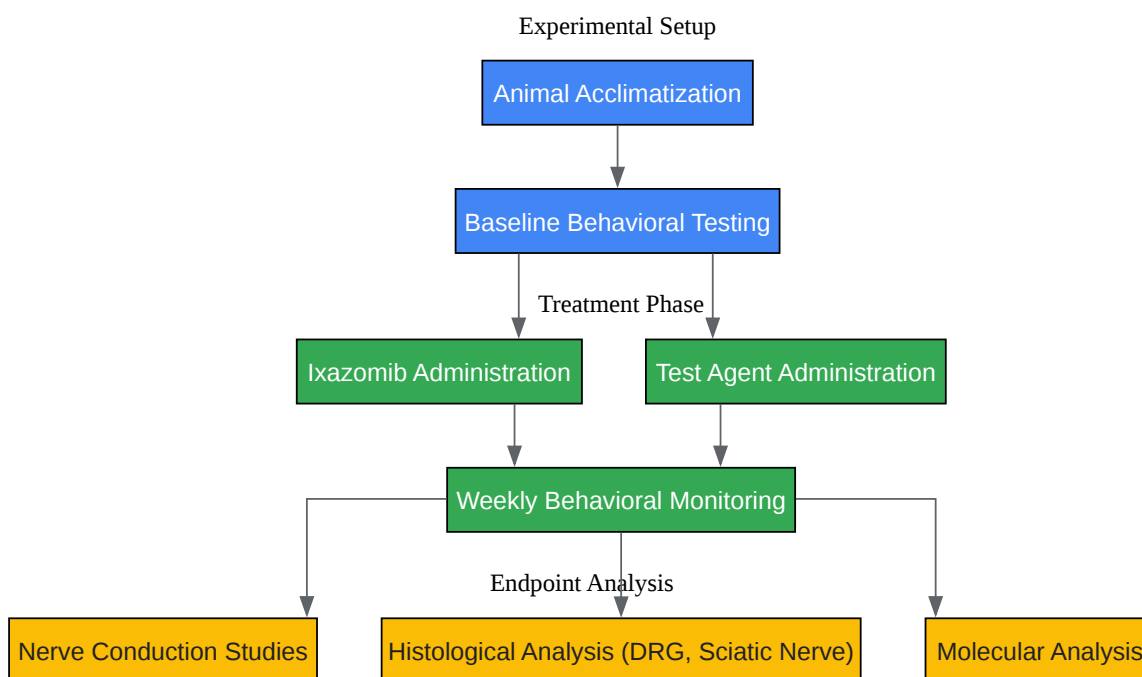 Experimental Setup
Animal Acclimatization
Baseline Behavioral Testing
Treatment Phase
Ixazomib Administration
Test Agent Administration
Weekly Behavioral Monitoring
Endpoint Analysis
Nerve Conduction Studies
Histological Analysis (DRG, Sciatic Nerve)
Molecular Analysis